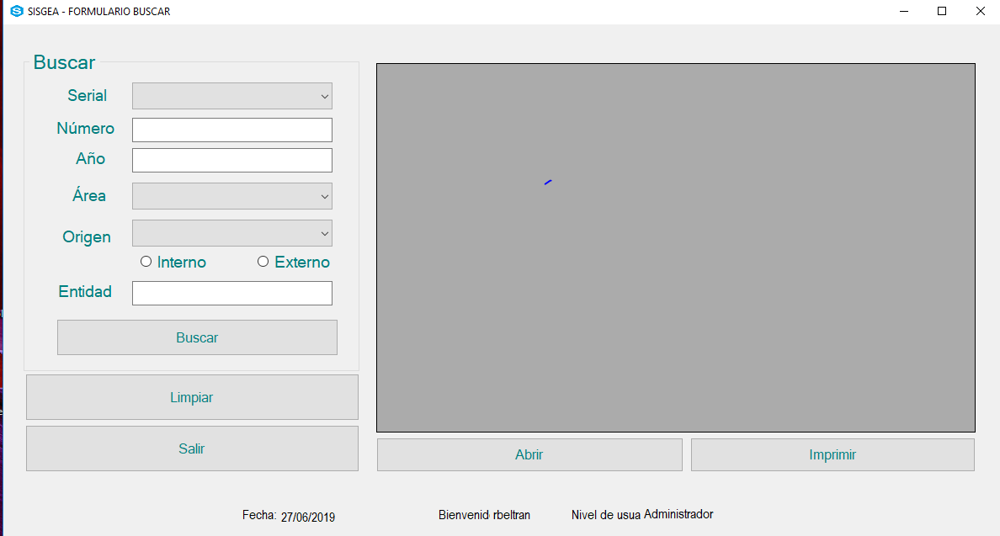 SISGEA - FORMULARIO BUSCAR
Buscar
Serial
Número
Año
Área
Origen
Interno Externo
Entidad
Buscar
Limpiar
Salir
Abrir Imprimir
Fecha: 27/06/2019 Bienvenid rbeltran Nivel de usua Administrador